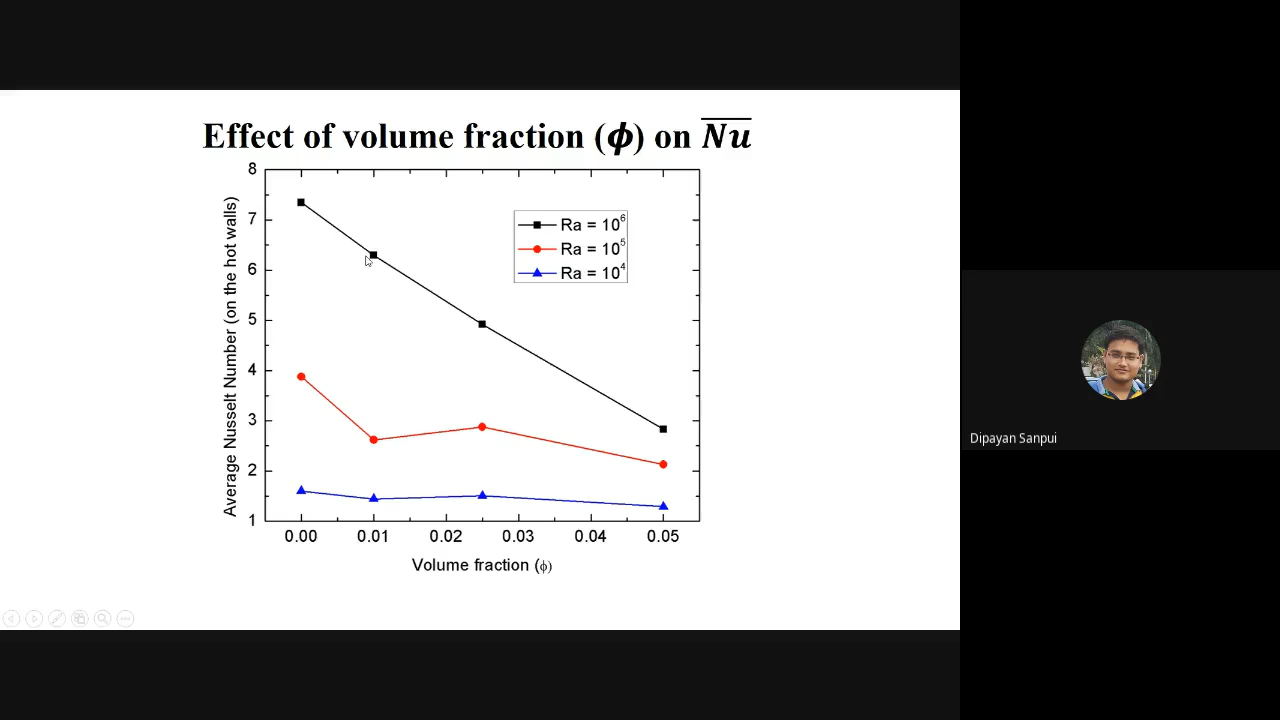 Effect of volume fraction (ϕ) on N̅u̅
8
7
6
5
4
3
2
1
Average Nusselt Number (on the hot walls)
Ra = 10⁶
Ra = 10⁵
Ra = 10⁴
0.00 0.01 0.02 0.03 0.04 0.05
Volume fraction (ϕ)
Dipayan Sanpui